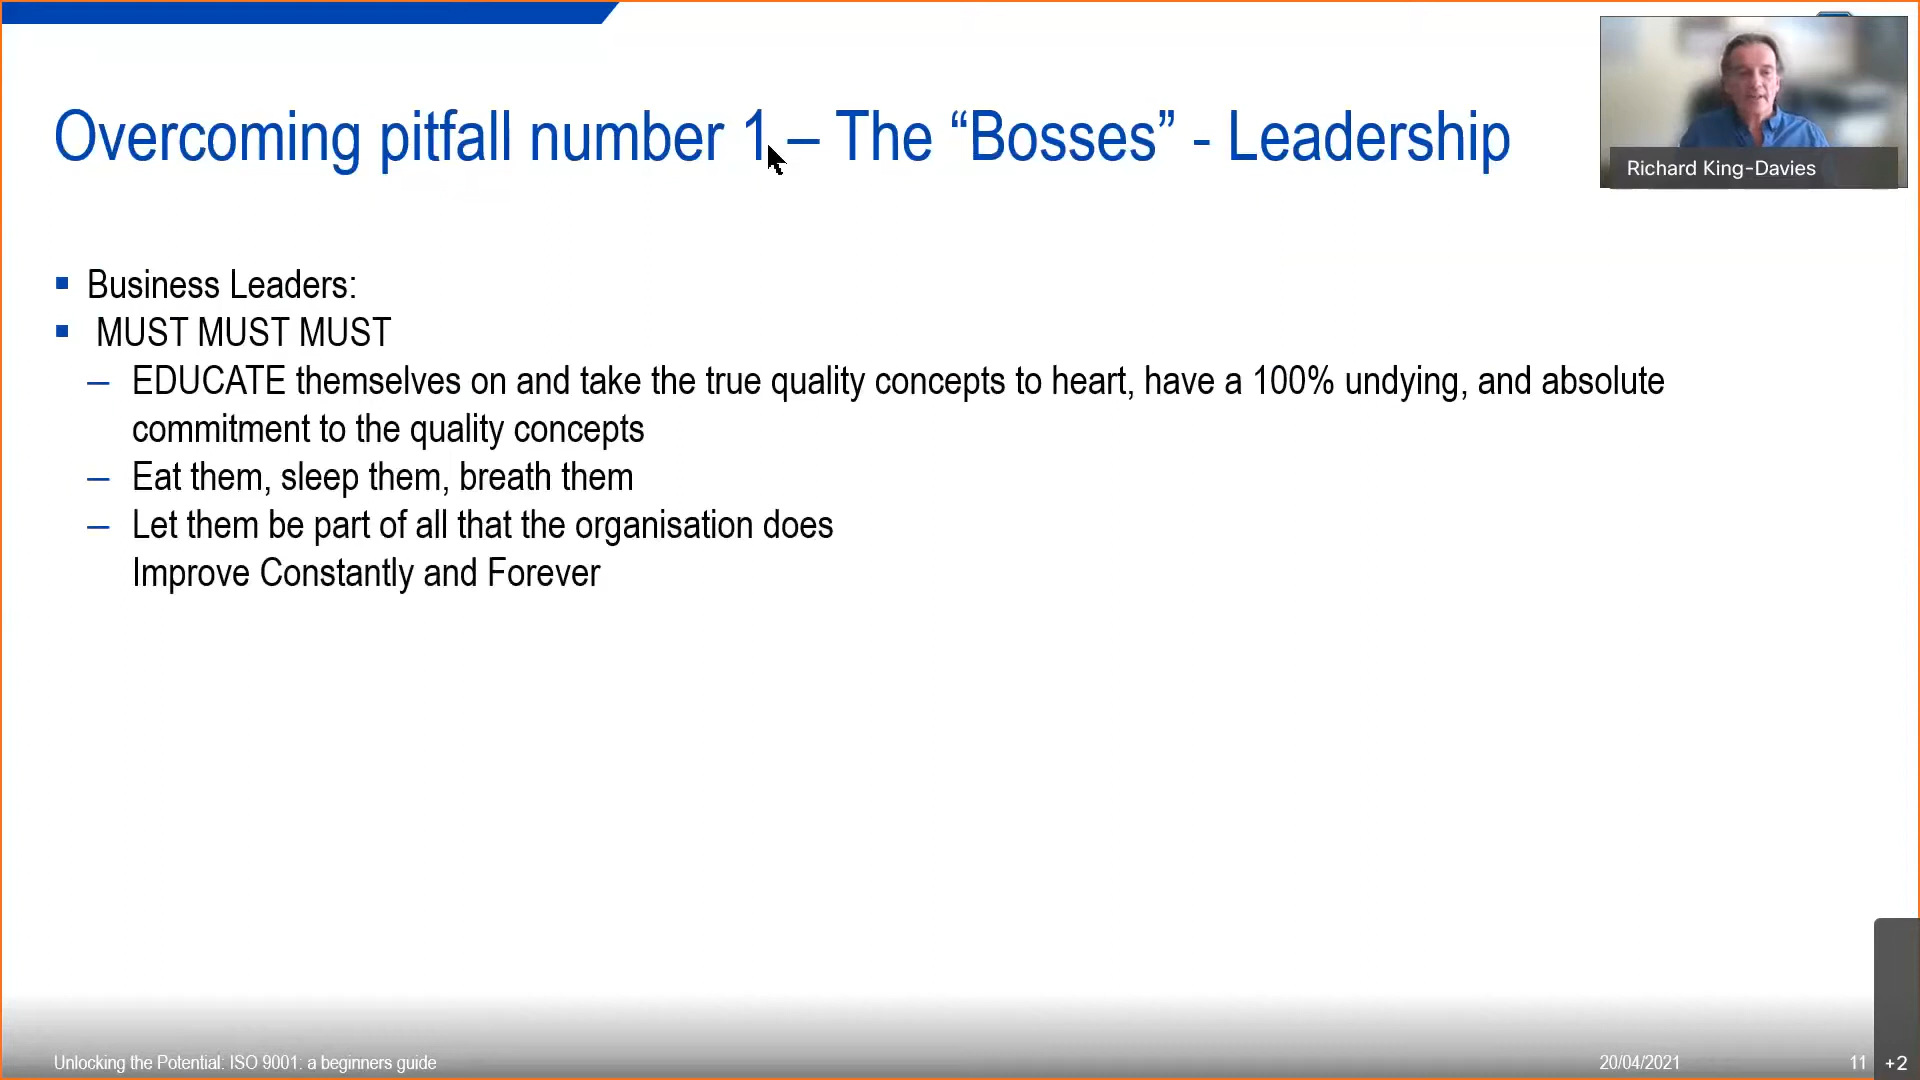 Overcoming pitfall number 1 – The “Bosses” - Leadership
Richard King-Davies
Business Leaders:
MUST MUST MUST
– EDUCATE themselves on and take the true quality concepts to heart, have a 100% undying, and absolute
commitment to the quality concepts
– Eat them, sleep them, breath them
– Let them be part of all that the organisation does
Improve Constantly and Forever
Unlocking the Potential: ISO 9001: a beginners guide
20/04/2021
11
+2